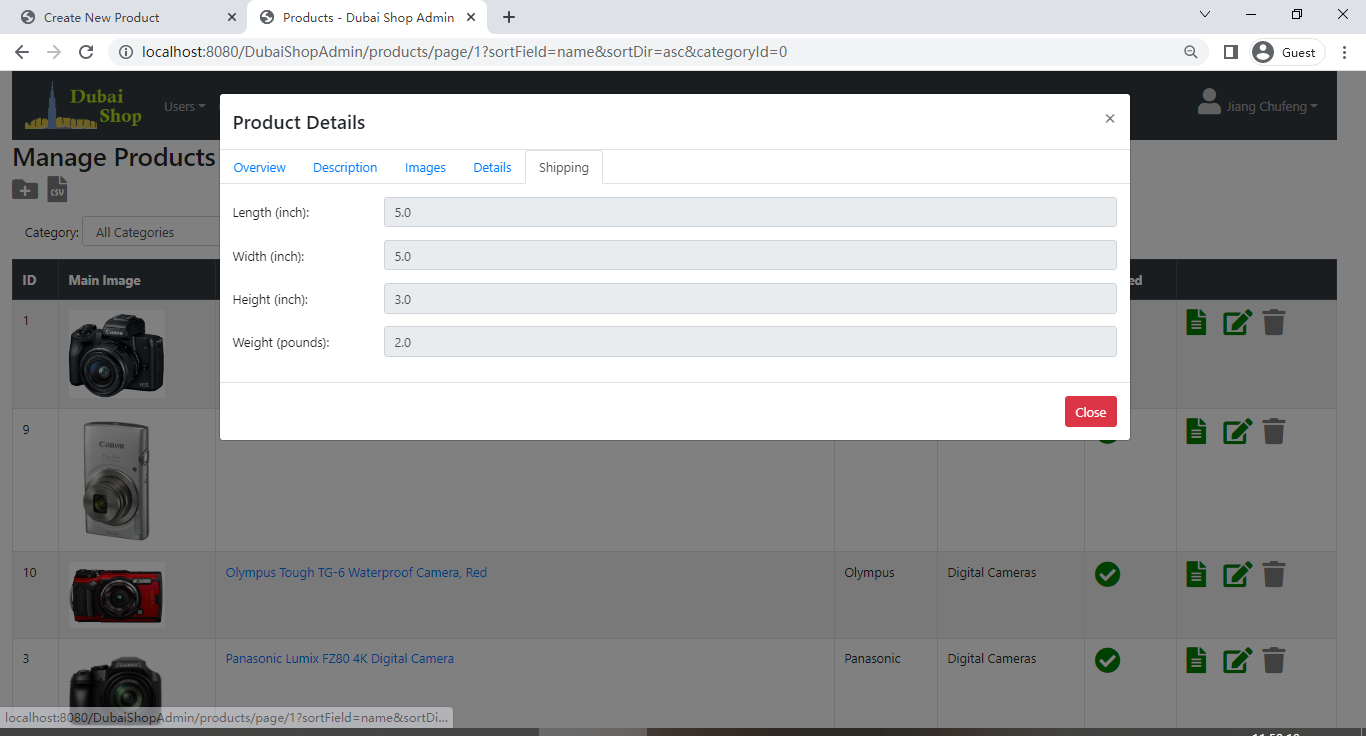 Create New Product
Products - Dubai Shop Admin
localhost:8080/DubaiShopAdmin/products/page/1?sortField=name&sortDir=asc&categoryId=0
Guest
Dubai
Shop
Users
Jiang Chufeng
Manage Products
CSV
Category:
All Categories
Product Details
×
Overview
Description
Images
Details
Shipping
Length (inch):
5.0
Width (inch):
5.0
Height (inch):
3.0
Weight (pounds):
2.0
Close
ID
Main Image
ed
1
Canon
9
Canon
10
Olympus Tough TG-6 Waterproof Camera, Red
Olympus
Digital Cameras
3
Panasonic Lumix FZ80 4K Digital Camera
Panasonic
Digital Cameras
localhost:8080/DubaiShopAdmin/products/page/1?sortField=name&sortDi...